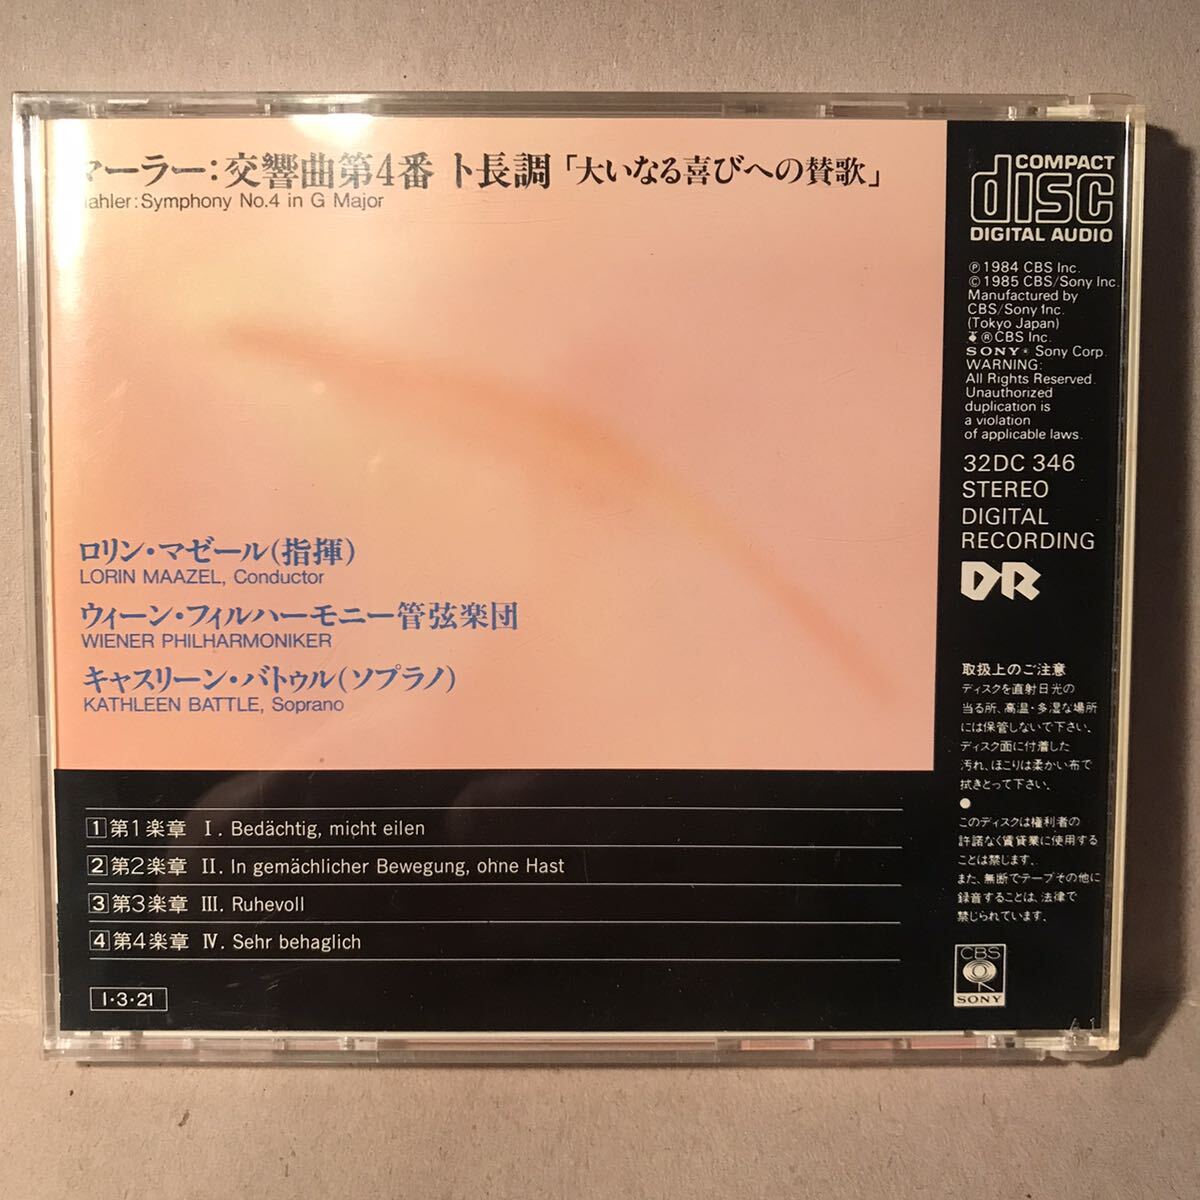 マーラー：交響曲第4番 ト長調「大いなる喜びへの賛歌」
Mahler:Symphony No.4 in G Major
ロリン・マゼール(指揮)
LORIN MAAZEL, Conductor
ウィーン・フィルハーモニー管弦楽団
WIENER PHILHARMONIKER
キャスリーン・バトゥル(ソプラノ)
KATHLEEN BATTLE, Soprano
1 第1楽章 I. Bedächtig, micht eilen
2 第2楽章 II. In gemächlicher Bewegung, ohne Hast
3 第3楽章 III. Ruhevoll
4 第4楽章 IV. Sehr behaglich
I・3・21
COMPACT
disc
DIGITAL AUDIO
℗1984 CBS Inc.
©1985 CBS/Sony Inc.
Manufactured by
CBS/Sony Inc.
(Tokyo Japan)
®CBS Inc.
SONY® Sony Corp.
WARNING:
All Rights Reserved.
Unauthorized
duplication is
a violation
of applicable laws.
32DC 346
STEREO
DIGITAL
RECORDING
DR
取扱上のご注意
ディスクを直射日光の
当る所、高温・多湿な場所
には保管しないで下さい。
ディスク面に付着した
汚れ、ほこりは柔かい布で
拭きとって下さい。
●
このディスクは権利者の
許諾なく賃貸業に使用する
ことは禁じます。
また、無断でテープその他に
録音することは、法律で
禁じられています。
CBS
SONY